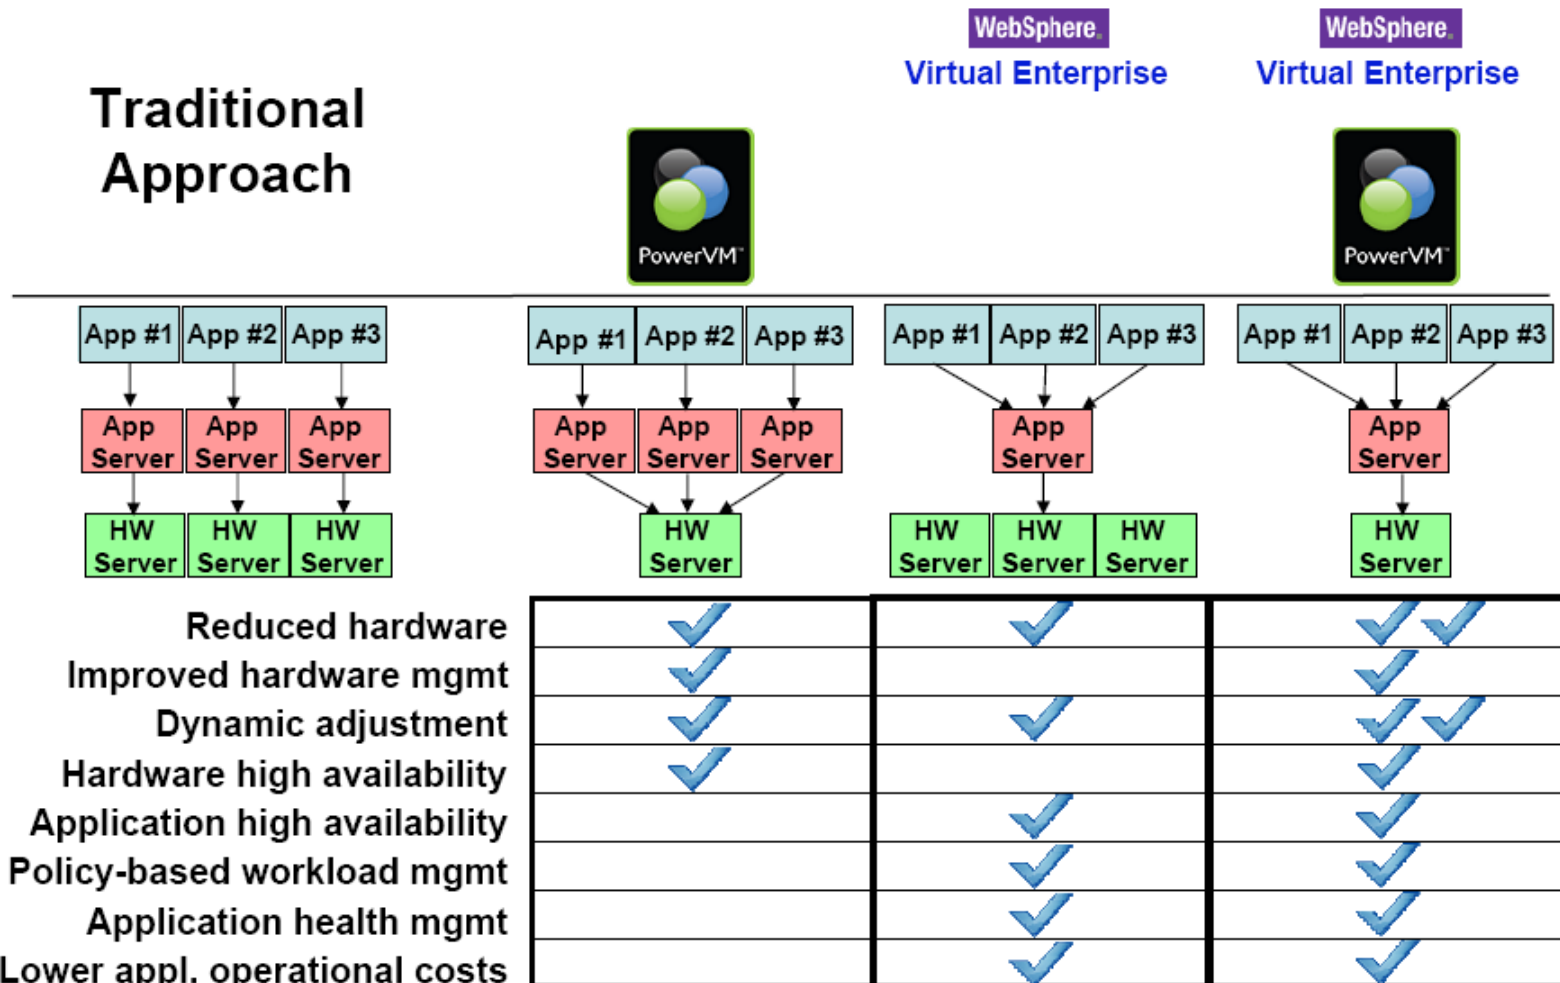 WebSphere. WebSphere.
Virtual Enterprise Virtual Enterprise
Traditional
Approach
PowerVM™ PowerVM™
App #1 App #2 App #3 App #1 App #2 App #3 App #1 App #2 App #3 App #1 App #2 App #3
App App App App App App App App
Server Server Server Server Server Server Server Server
HW HW HW HW HW HW HW HW
Server Server Server Server Server Server Server Server
Reduced hardware
Improved hardware mgmt
Dynamic adjustment
Hardware high availability
Application high availability
Policy-based workload mgmt
Application health mgmt
Lower appl. operational costs